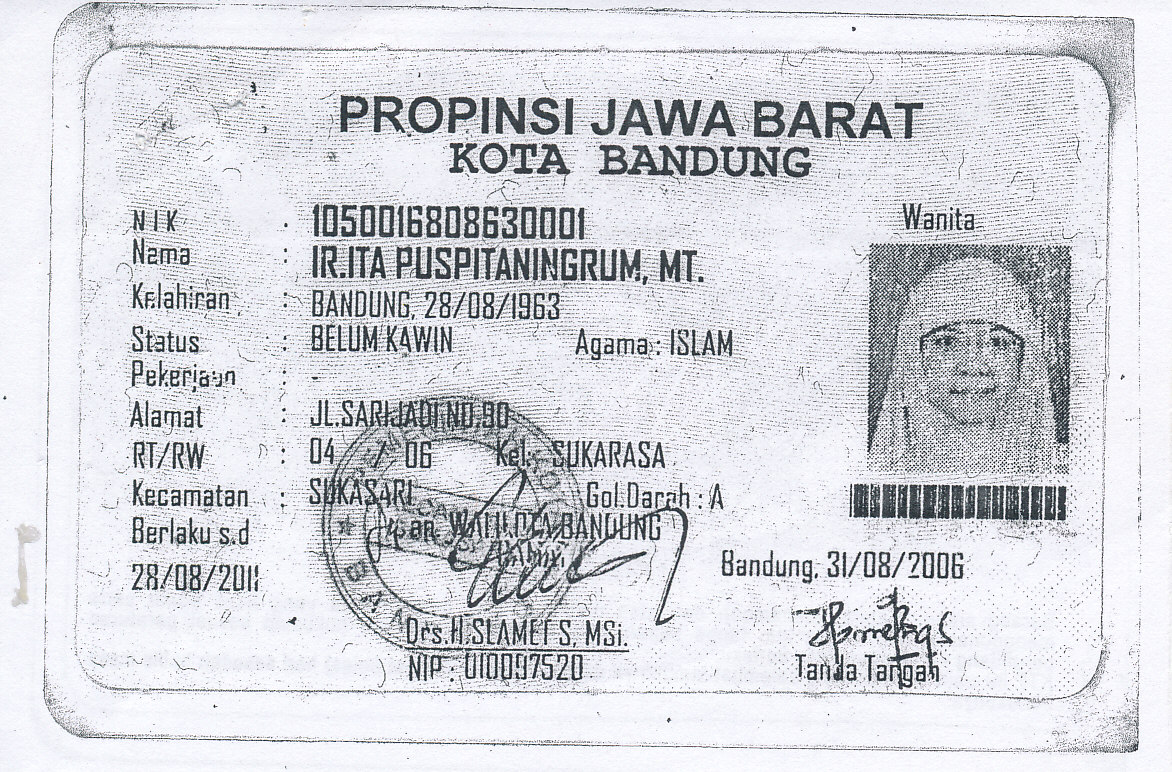 PROPINSI JAWA BARAT
KOTA BANDUNG
NIK : 1050016808630001
Wanita
Nama : IR.ITA PUSPITANINGRUM, MT.
Kelahiran : BANDUNG, 28/08/1963
Status : BELUM KAWIN Agama : ISLAM
Pekerjaan :
Alamat : JL.SARIJADI NO.90
RT/RW : 04 / 06 Kel. SUKARASA
Kecamatan : SUKASARI Gol.Darah : A
Berlaku s.d an. WALIKOTA BANDUNG
28/08/2011
Bandung, 31/08/2006
Drs.H.SLAMET S, MSi.
NIP : 010097520
Tanda Tangan